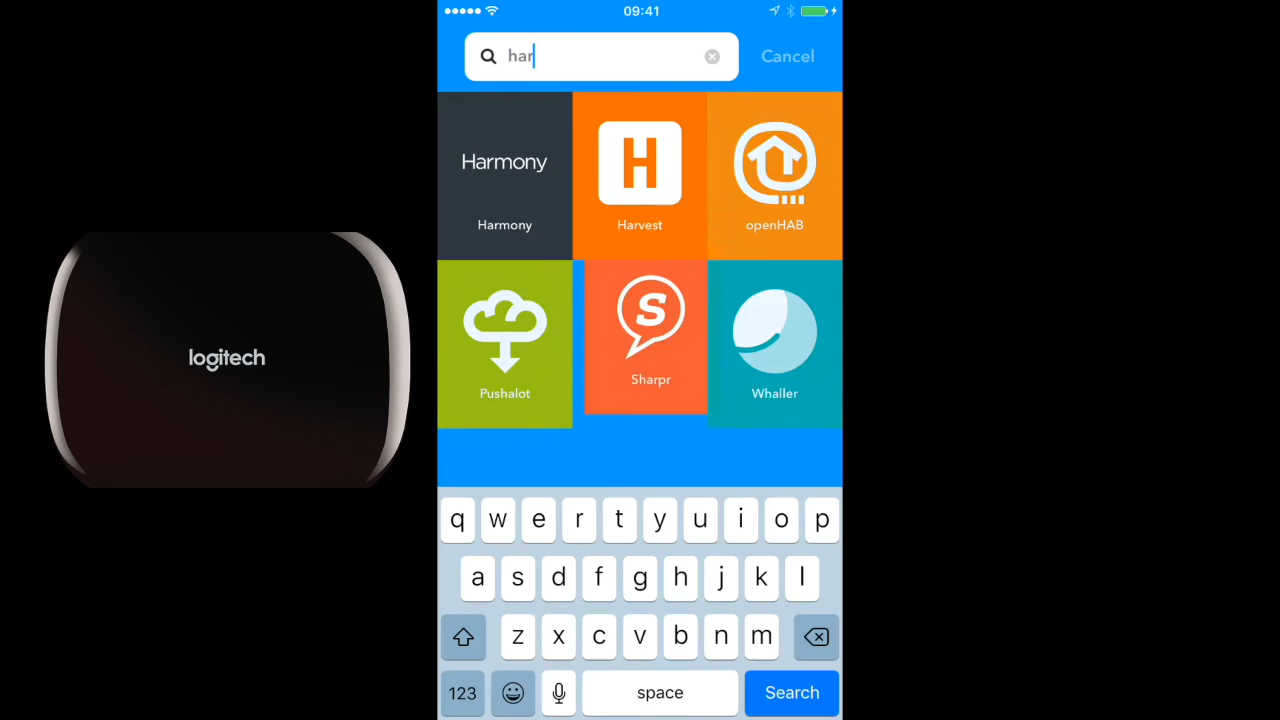 09:41
har
Cancel
Harmony
H
Harmony
Harvest
openHAB
S
Pushalot
Sharpr
Whaller
logitech
q w e r t y u i o p
a s d f g h j k l
z x c v b n m
123
space
Search